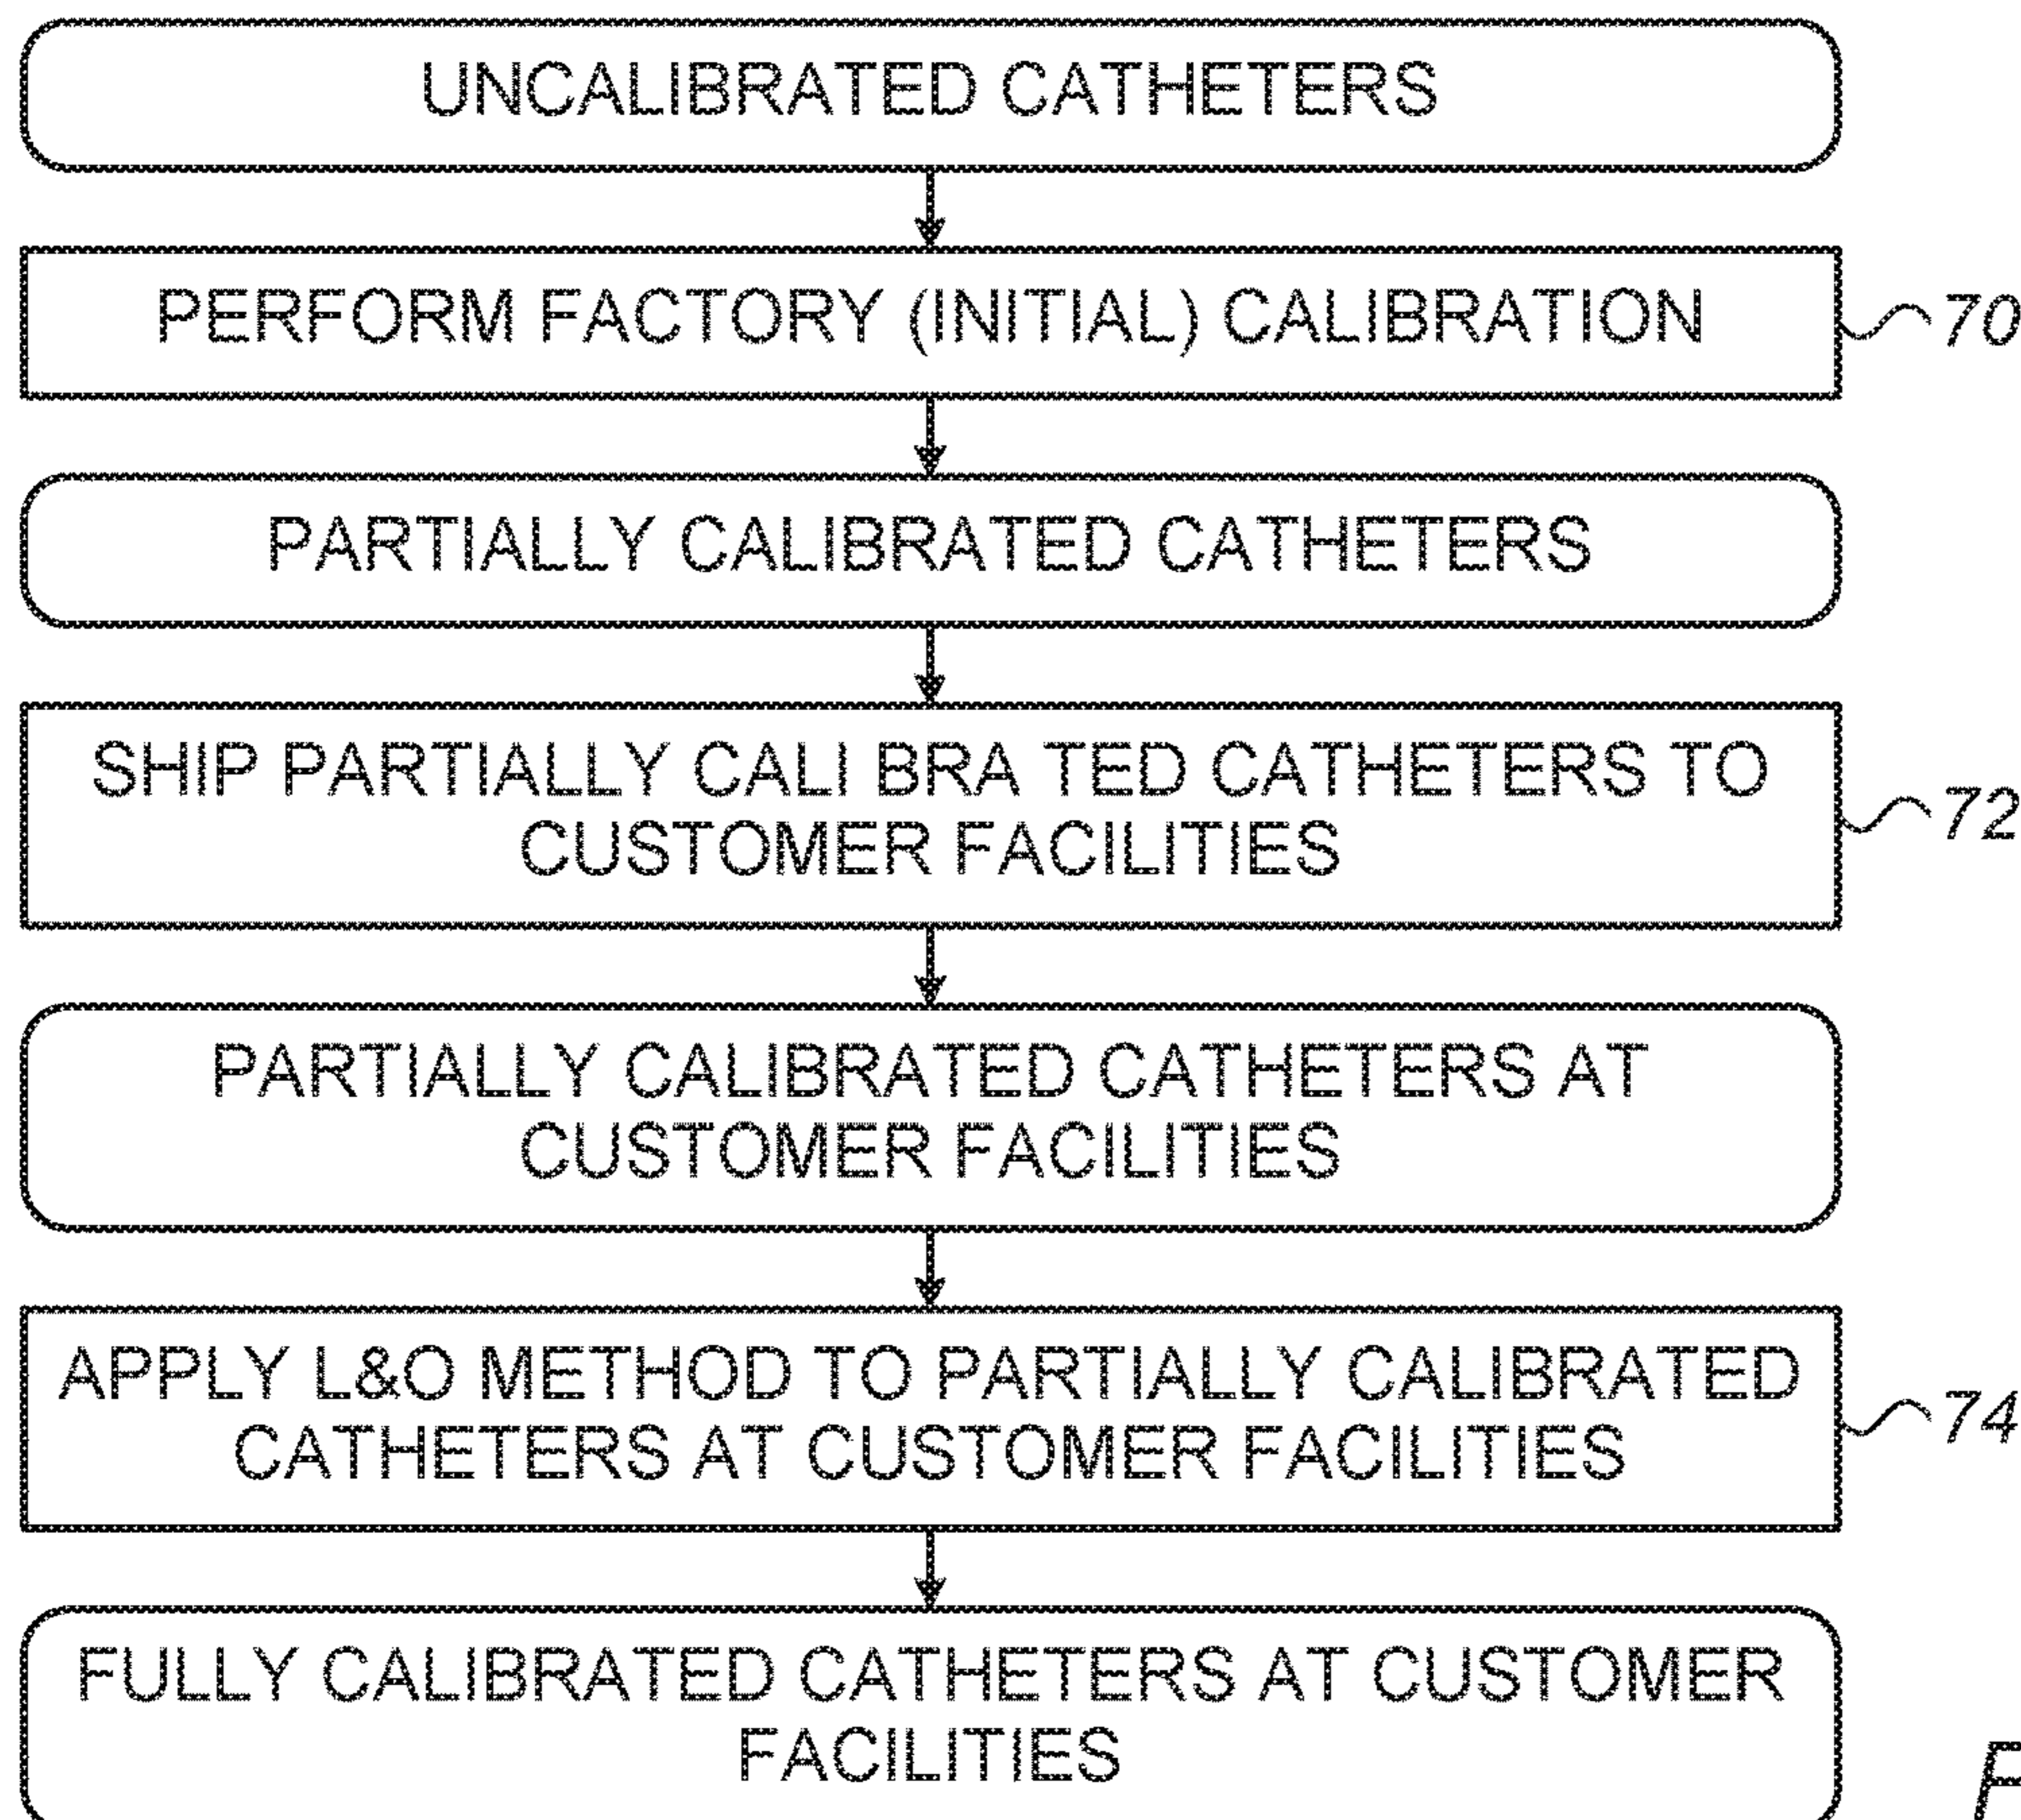 UNCALIBRATED CATHETERS
PERFORM FACTORY (INITIAL) CALIBRATION
70
PARTIALLY CALIBRATED CATHETERS
SHIP PARTIALLY CALI BRA TED CATHETERS TO
CUSTOMER FACILITIES
72
PARTIALLY CALIBRATED CATHETERS AT
CUSTOMER FACILITIES
APPLY L&O METHOD TO PARTIALLY CALIBRATED
CATHETERS AT CUSTOMER FACILITIES
74
FULLY CALIBRATED CATHETERS AT CUSTOMER
FACILITIES